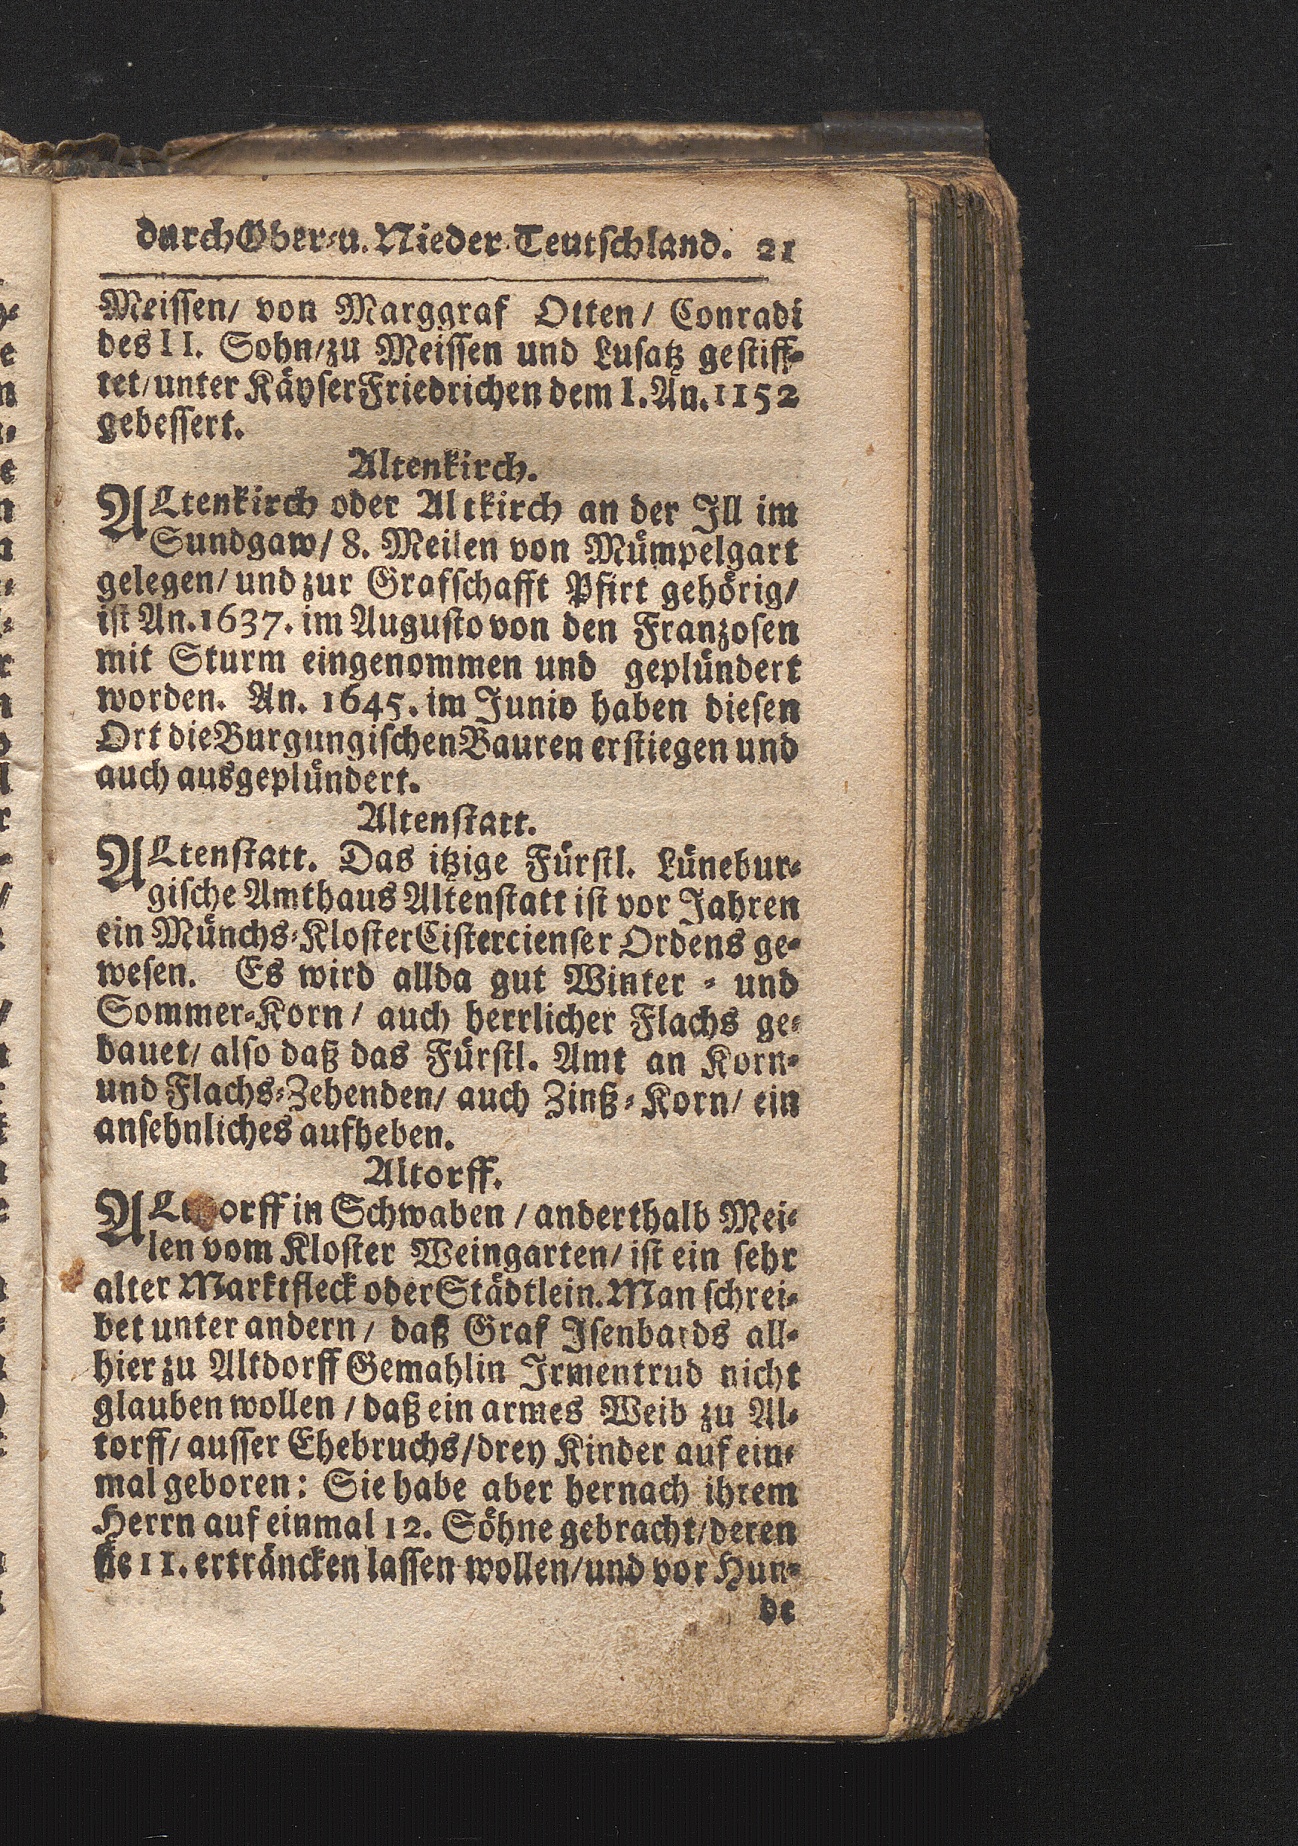 durch Ober-u. Nieder-Teutschland. 21
Meissen/ von Marggraf Otten/ Conradi
des II. Sohn/zu Meissen und Lusatz gestiff-
tet/unter Käyser Friedrichen dem I. An. 1152
gebessert.
Altenkirch.
ALtenkirch oder Altkirch an der Ill im
Sundgaw/ 8. Meilen von Mümpelgart
gelegen/ und zur Grafschafft Pfirt gehörig/
ist An. 1637. im Augusto von den Franzosen
mit Sturm eingenommen und geplündert
worden. An. 1645. im Junio haben diesen
Ort die Burgungischen Bauren erstiegen und
auch ausgeplündert.
Altenstatt.
ALtenstatt. Das itzige Fürstl. Lünebur-
gische Amthaus Altenstatt ist vor Jahren
ein Münchs-Kloster Cistercienser Ordens ge-
wesen. Es wird allda gut Winter - und
Sommer-Korn/ auch herrlicher Flachs ge-
bauet/ also daß das Fürstl. Amt an Korn-
und Flachs-Zehenden/ auch Zinß-Korn/ ein
ansehnliches aufheben.
Altorff.
in Schwaben / anderthalb Mei-
len vom Kloster Weingarten/ ist ein sehr
alter Marktfleck oder Städtlein. Man schrei-
bet unter andern/ daß Graf Isenbards all-
hier zu Altdorff Gemahlin Irmentrud nicht
glauben wollen / daß ein armes Weib zu Al-
torff/ ausser Ehebruchs/drey Kinder auf ein-
mal geboren: Sie habe aber hernach ihrem
Herrn auf einmal 12. Söhne gebracht/deren
sie 11. erträncken lassen wollen/und vor Hun-
de